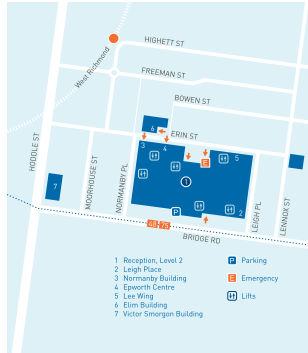 HIGHETT ST
West Richmond
FREEMAN ST
BOWEN ST
ERIN ST
HODDLE ST
MOORHOUSE ST
NORMANBY PL
LEIGH PL
LENNOX ST
BRIDGE RD
6
3
4
5
E
1
7
P
2
48 - 75
1 Reception, Level 2
2 Leigh Place
3 Normanby Building
4 Epworth Centre
5 Lee Wing
6 Elim Building
7 Victor Smorgon Building
P Parking
E Emergency
Lifts